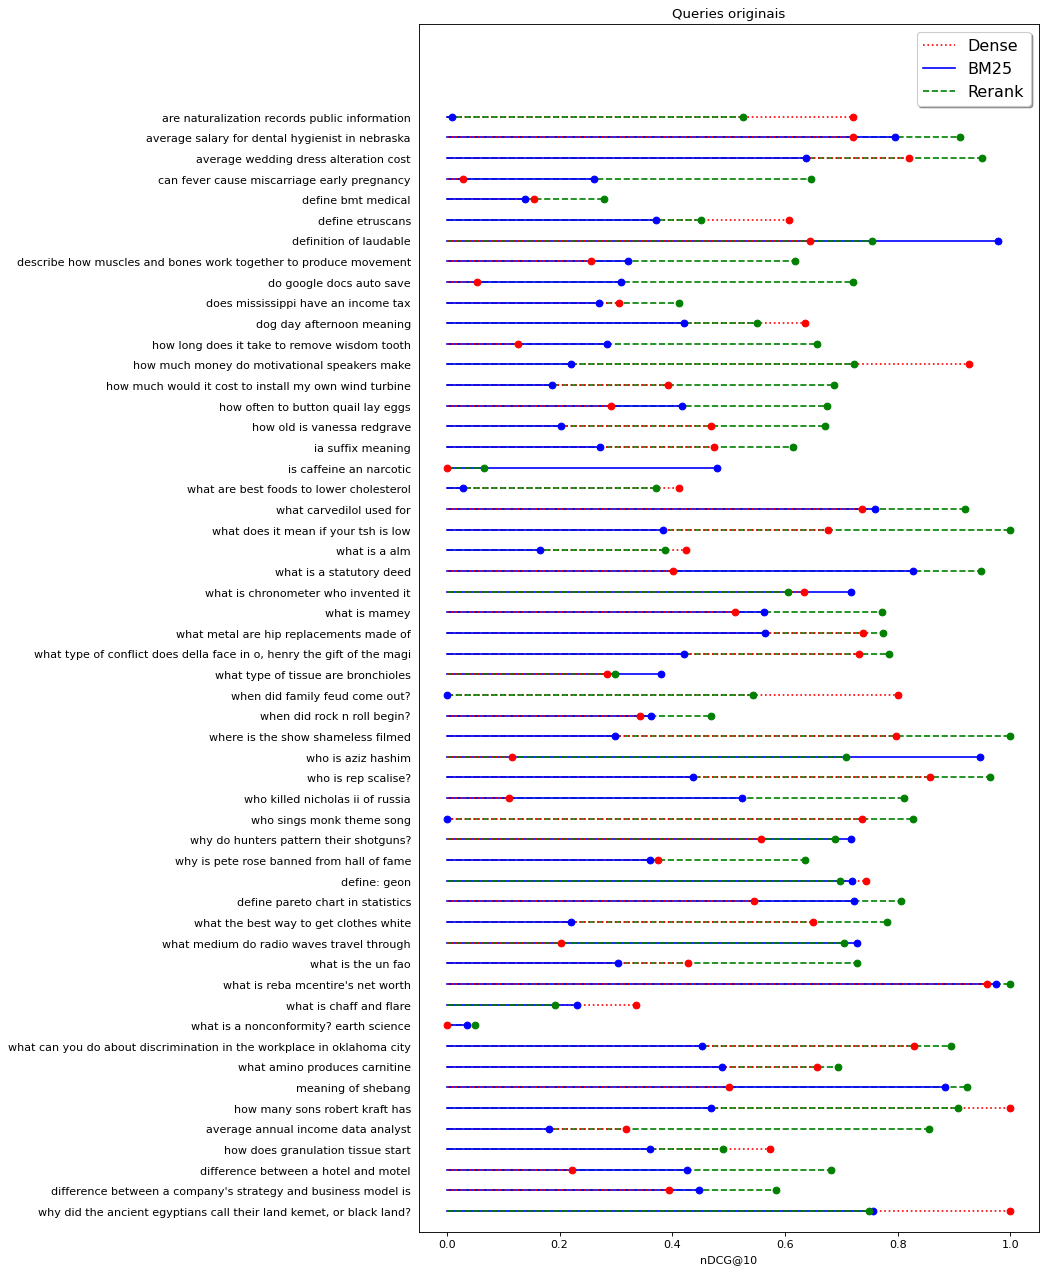 Queries originais
Dense
BM25
Rerank
are naturalization records public information
average salary for dental hygienist in nebraska
average wedding dress alteration cost
can fever cause miscarriage early pregnancy
define bmt medical
define etruscans
definition of laudable
describe how muscles and bones work together to produce movement
do google docs auto save
does mississippi have an income tax
dog day afternoon meaning
how long does it take to remove wisdom tooth
how much money do motivational speakers make
how much would it cost to install my own wind turbine
how often to button quail lay eggs
how old is vanessa redgrave
ia suffix meaning
is caffeine an narcotic
what are best foods to lower cholesterol
what carvedilol used for
what does it mean if your tsh is low
what is a alm
what is a statutory deed
what is chronometer who invented it
what is mamey
what metal are hip replacements made of
what type of conflict does della face in o, henry the gift of the magi
what type of tissue are bronchioles
when did family feud come out?
when did rock n roll begin?
where is the show shameless filmed
who is aziz hashim
who is rep scalise?
who killed nicholas ii of russia
who sings monk theme song
why do hunters pattern their shotguns?
why is pete rose banned from hall of fame
define: geon
define pareto chart in statistics
what the best way to get clothes white
what medium do radio waves travel through
what is the un fao
what is reba mcentire's net worth
what is chaff and flare
what is a nonconformity? earth science
what can you do about discrimination in the workplace in oklahoma city
what amino produces carnitine
meaning of shebang
how many sons robert kraft has
average annual income data analyst
how does granulation tissue start
difference between a hotel and motel
difference between a company's strategy and business model is
why did the ancient egyptians call their land kemet, or black land?
0.0 0.2 0.4 0.6 0.8 1.0
nDCG@10